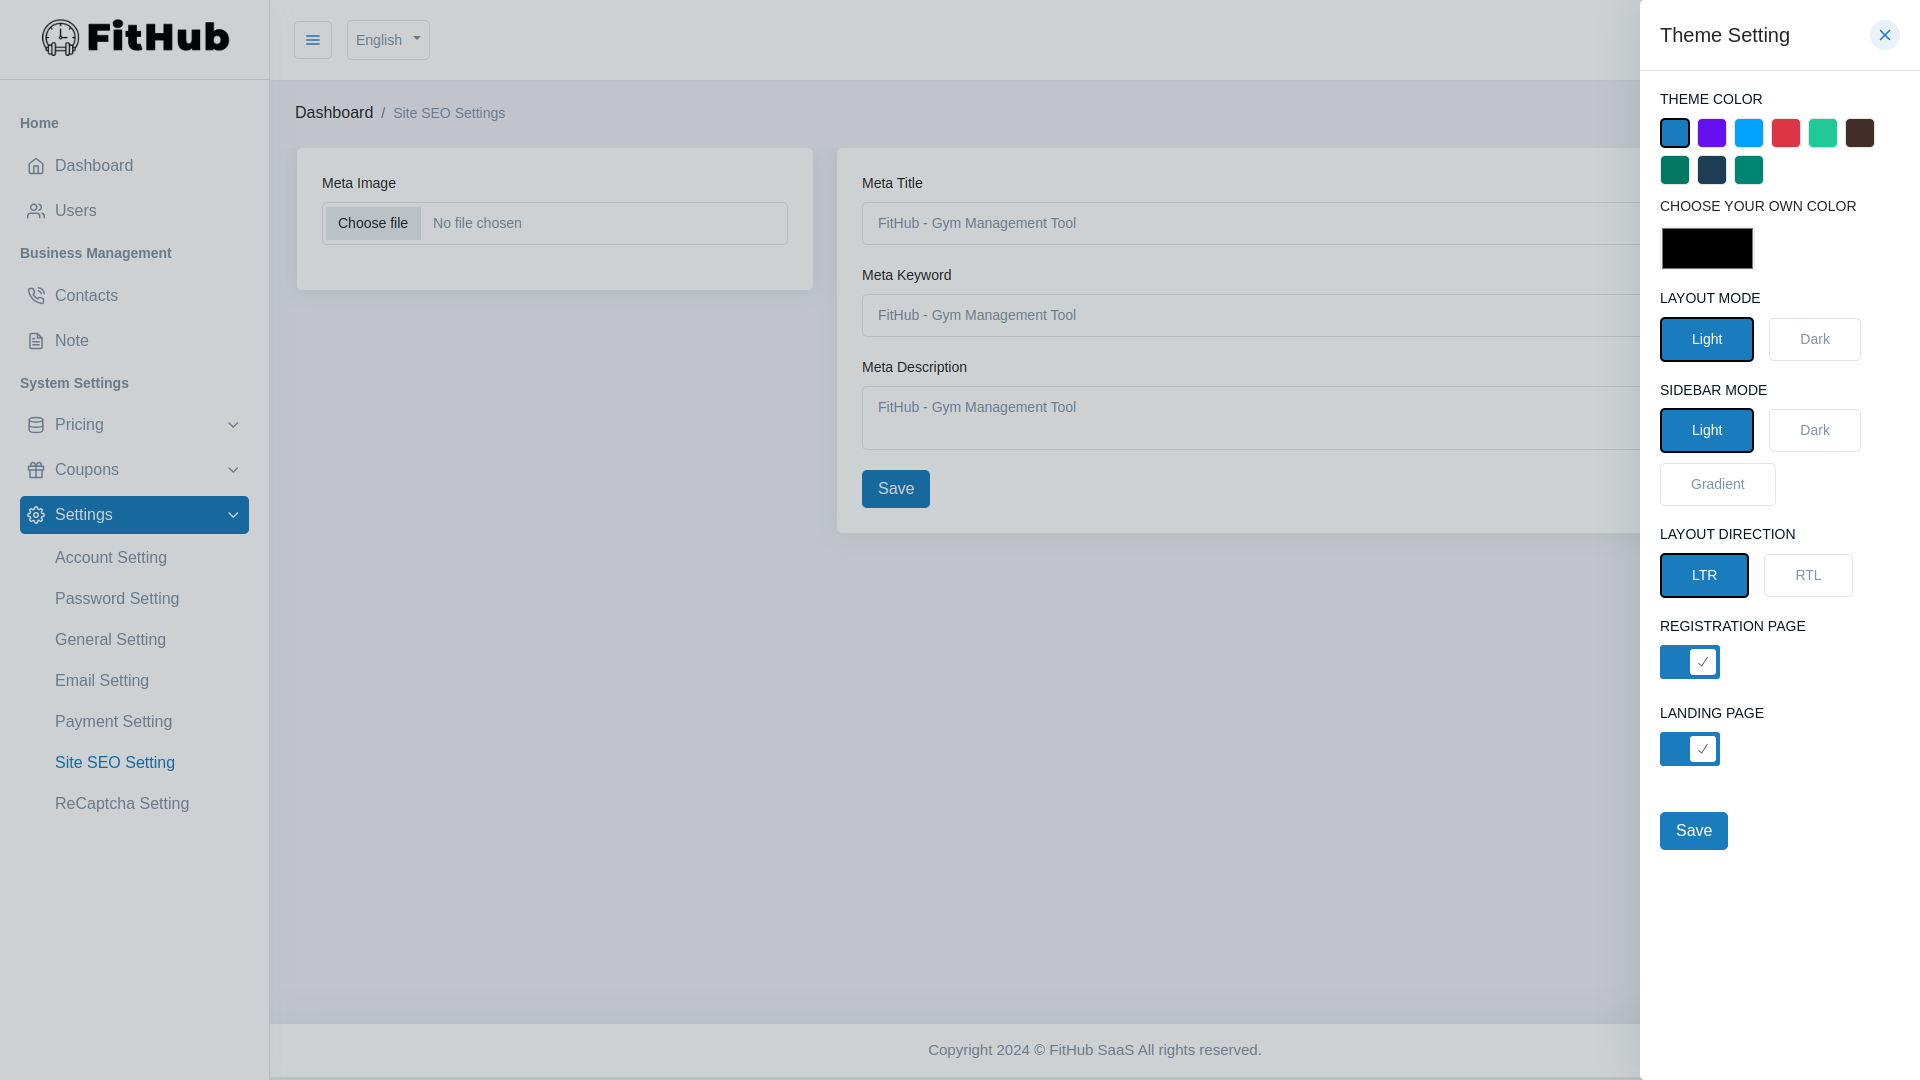 FitHub
Home
Dashboard
Users
Business Management
Contacts
Note
System Settings
Pricing
Coupons
Settings
Account Setting
Password Setting
General Setting
Email Setting
Payment Setting
Site SEO Setting
ReCaptcha Setting
English
Dashboard / Site SEO Settings
Meta Image
Choose file No file chosen
Meta Title
FitHub - Gym Management Tool
Meta Keyword
FitHub - Gym Management Tool
Meta Description
FitHub - Gym Management Tool
Save
Copyright 2024 © FitHub SaaS All rights reserved.
Theme Setting
THEME COLOR
CHOOSE YOUR OWN COLOR
LAYOUT MODE
Light Dark
SIDEBAR MODE
Light Dark
Gradient
LAYOUT DIRECTION
LTR RTL
REGISTRATION PAGE
LANDING PAGE
Save